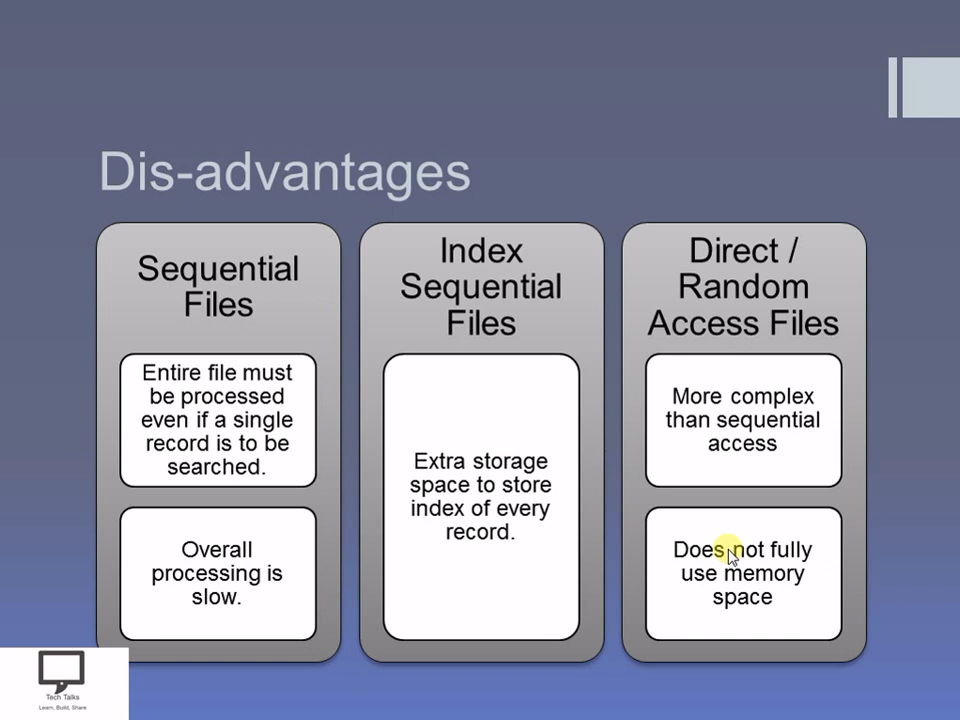 Dis-advantages
Sequential
Files
Entire file must
be processed
even if a single
record is to be
searched.
Overall
processing is
slow.
Index
Sequential
Files
Extra storage
space to store
index of every
record.
Direct /
Random
Access Files
More complex
than sequential
access
Does not fully
use memory
space
Tech Talks
Learn, Build, Share